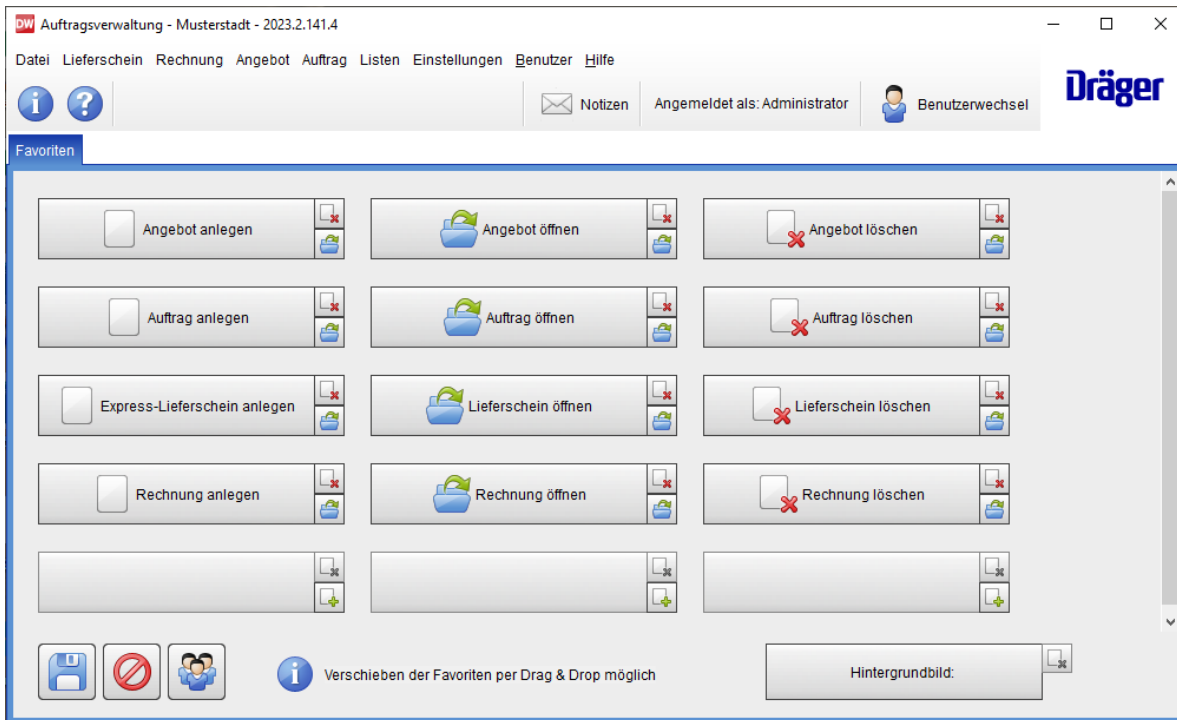 DW Auftragsverwaltung - Musterstadt - 2023.2.141.4
Datei Lieferschein Rechnung Angebot Auftrag Listen Einstellungen Benutzer Hilfe
Notizen Angemeldet als: Administrator Benutzerwechsel
Dräger
Favoriten
Angebot anlegen Angebot öffnen Angebot löschen
Auftrag anlegen Auftrag öffnen Auftrag löschen
Express-Lieferschein anlegen Lieferschein öffnen Lieferschein löschen
Rechnung anlegen Rechnung öffnen Rechnung löschen
Verschieben der Favoriten per Drag & Drop möglich
Hintergrundbild: